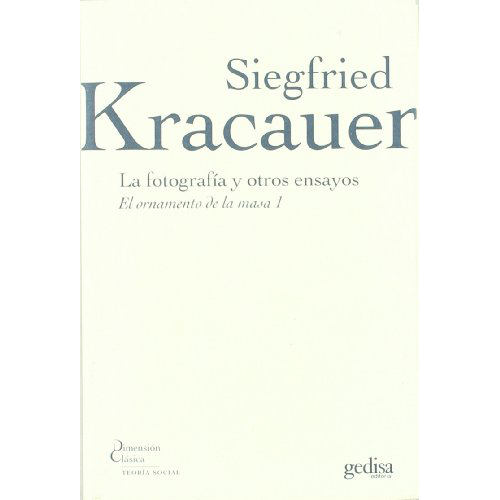 Siegfried
Kracauer
La fotografía y otros ensayos
El ornamento de la masa 1
Dimensión
Clásica
TEORÍA SOCIAL
gedisa
editorial